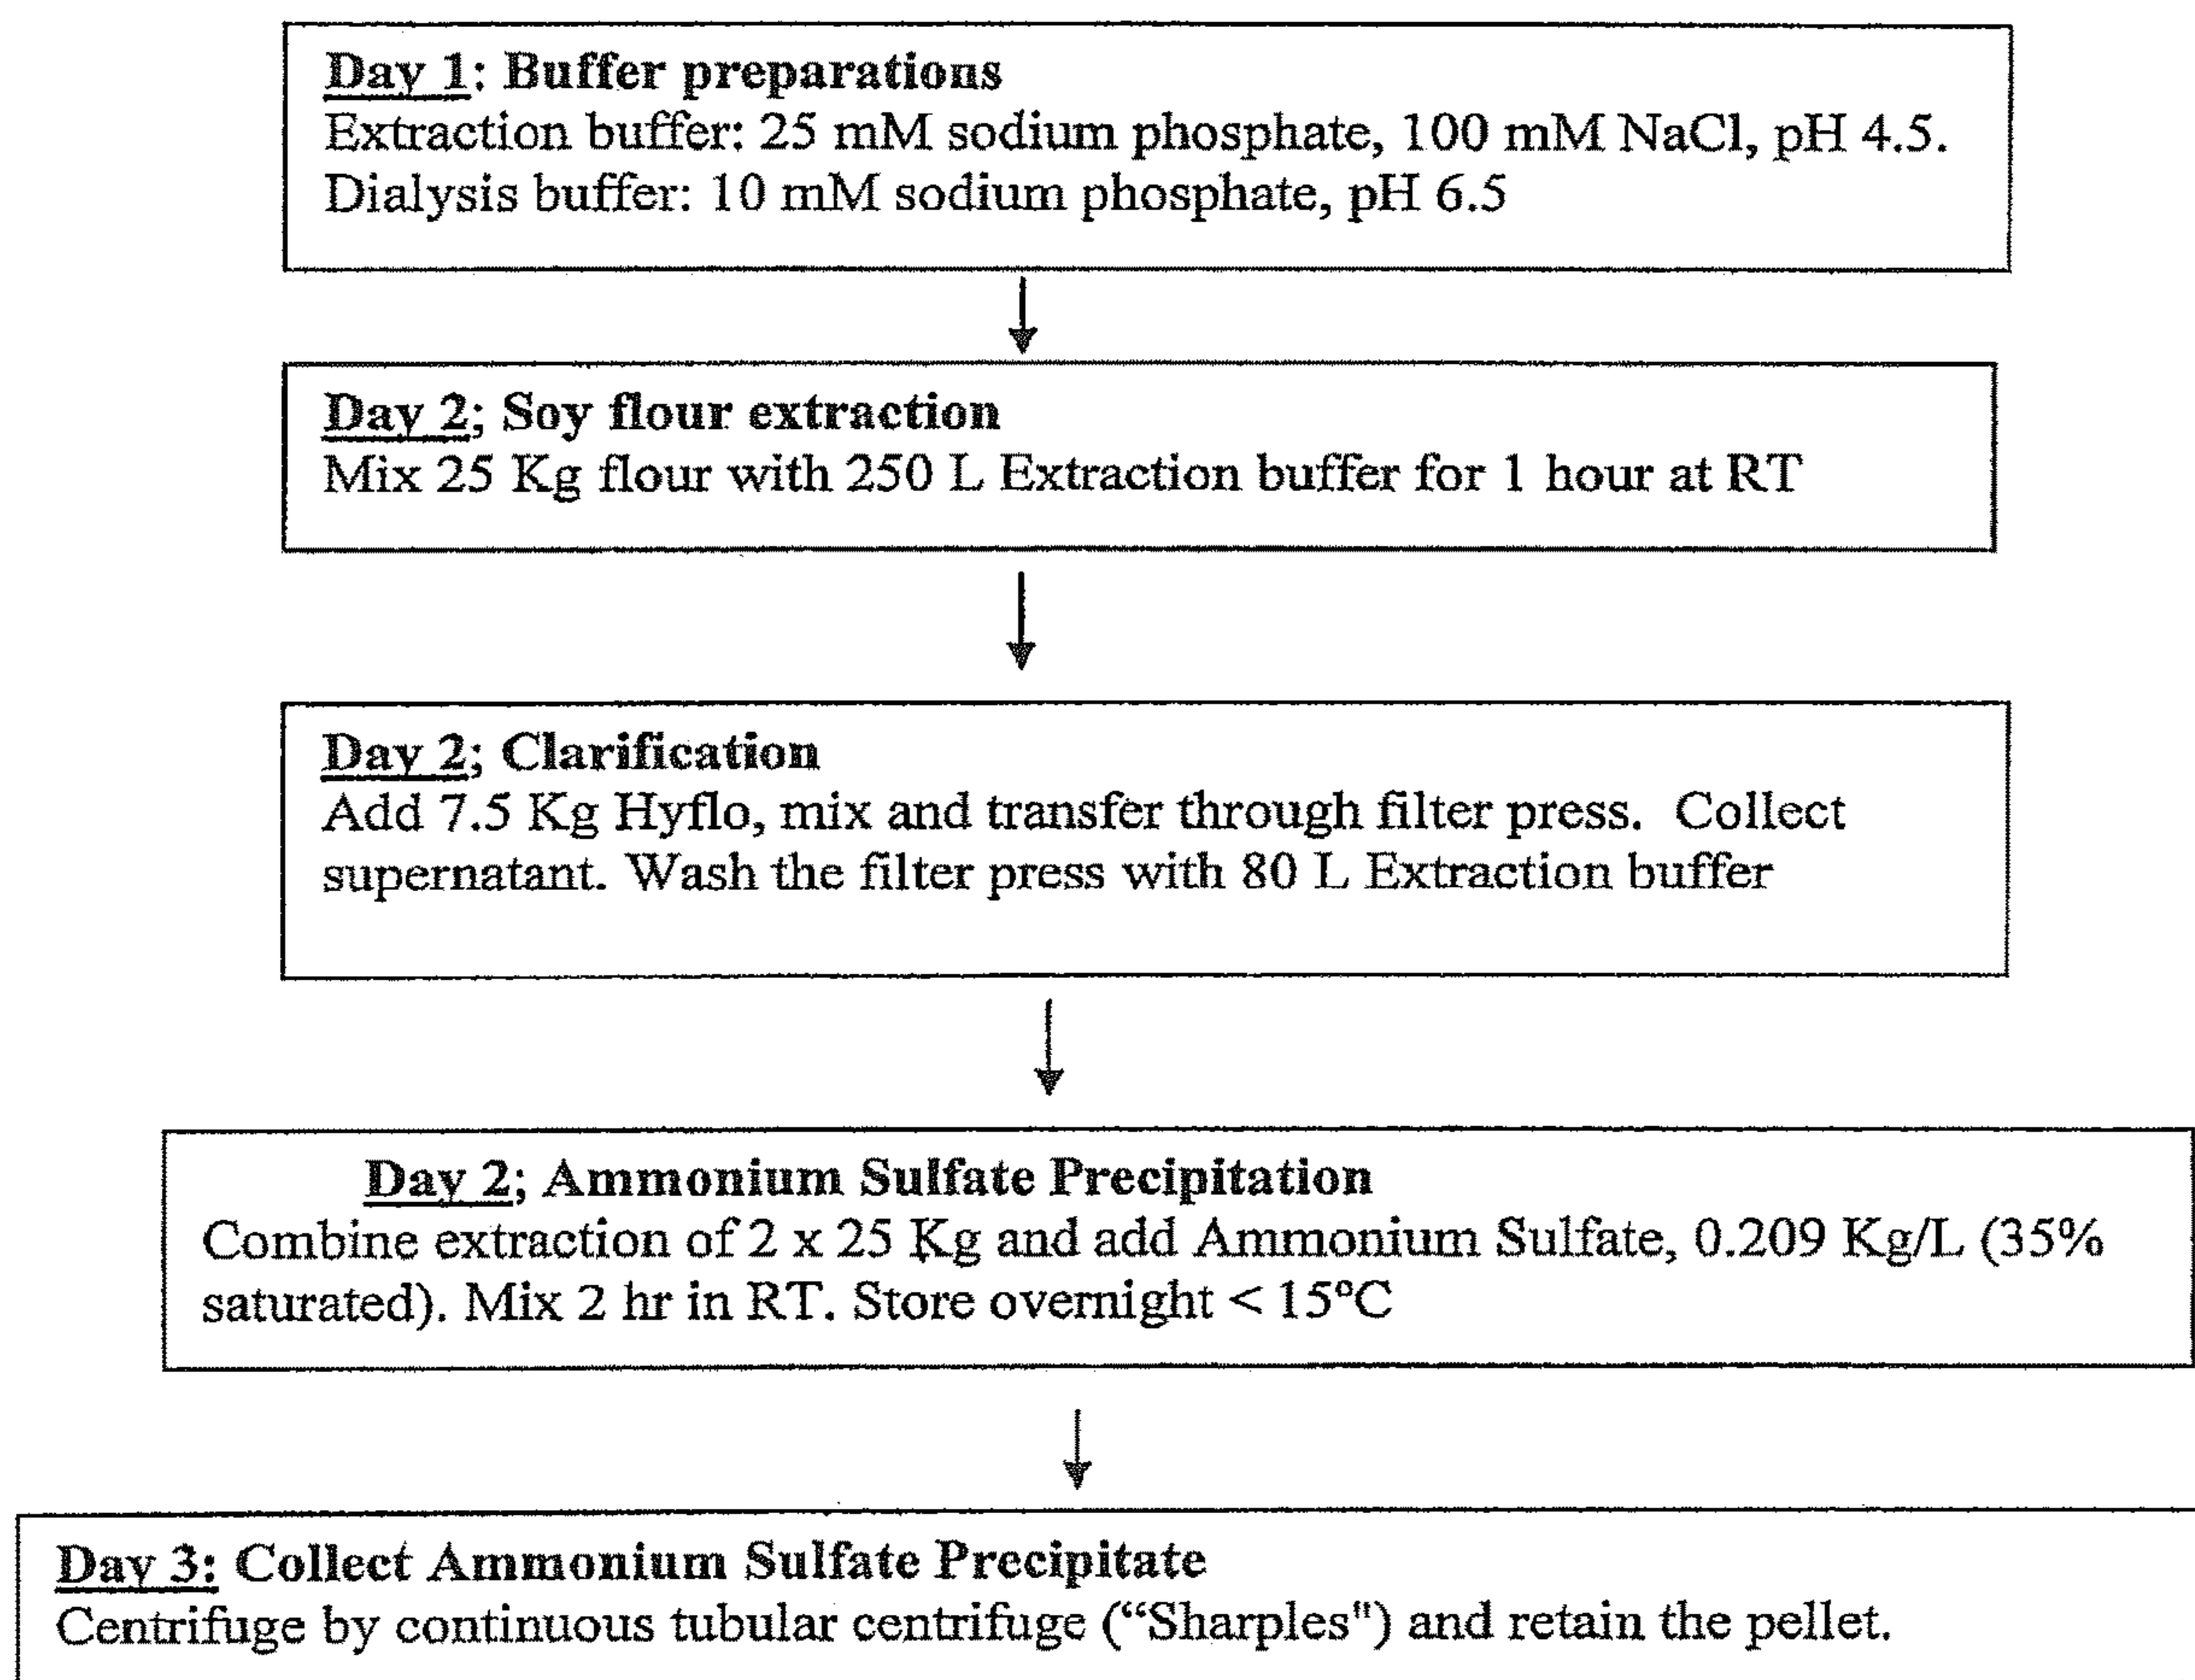 Day 1: Buffer preparations
Extraction buffer: 25 mM sodium phosphate, 100 mM NaCl, pH 4.5.
Dialysis buffer: 10 mM sodium phosphate, pH 6.5
Day 2; Soy flour extraction
Mix 25 Kg flour with 250 L Extraction buffer for 1 hour at RT
Day 2; Clarification
Add 7.5 Kg Hyflo, mix and transfer through filter press. Collect
supernatant. Wash the filter press with 80 L Extraction buffer
Day 2; Ammonium Sulfate Precipitation
Combine extraction of 2 x 25 Kg and add Ammonium Sulfate, 0.209 Kg/L (35%
saturated). Mix 2 hr in RT. Store overnight < 15ºC
Day 3: Collect Ammonium Sulfate Precipitate
Centrifuge by continuous tubular centrifuge (“Sharples") and retain the pellet.